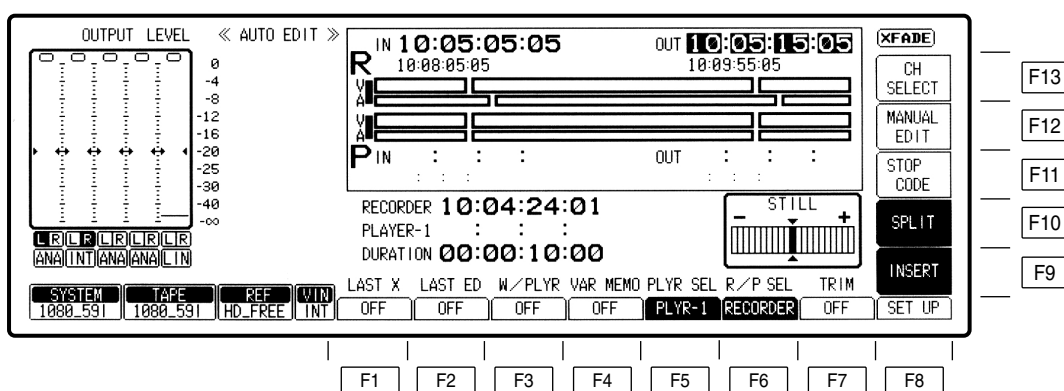 OUTPUT LEVEL
≪ AUTO EDIT ≫
0
-4
-8
-12
-16
-20
-25
-30
-40
-∞
L R L R L R L R L R
ANA INT ANA ANA LIN
SYSTEM TAPE REF VIN
1080_59I 1080_59I HD_FREE INT
R IN 10:05:05:05 OUT 10:05:15:05
10:08:05:05 10:09:55:05
V
A
V
A
P IN : : : OUT : : :
: : : : : :
RECORDER 10:04:24:01
PLAYER-1 : : :
DURATION 00:00:10:00
STILL
- +
LAST X LAST ED W/PLYR VAR MEMO PLYR SEL R/P SEL TRIM
OFF OFF OFF OFF PLYR-1 RECORDER OFF SET UP
XFADE
CH SELECT
MANUAL EDIT
STOP CODE
SPLIT
INSERT
F13
F12
F11
F10
F9
F1 F2 F3 F4 F5 F6 F7 F8